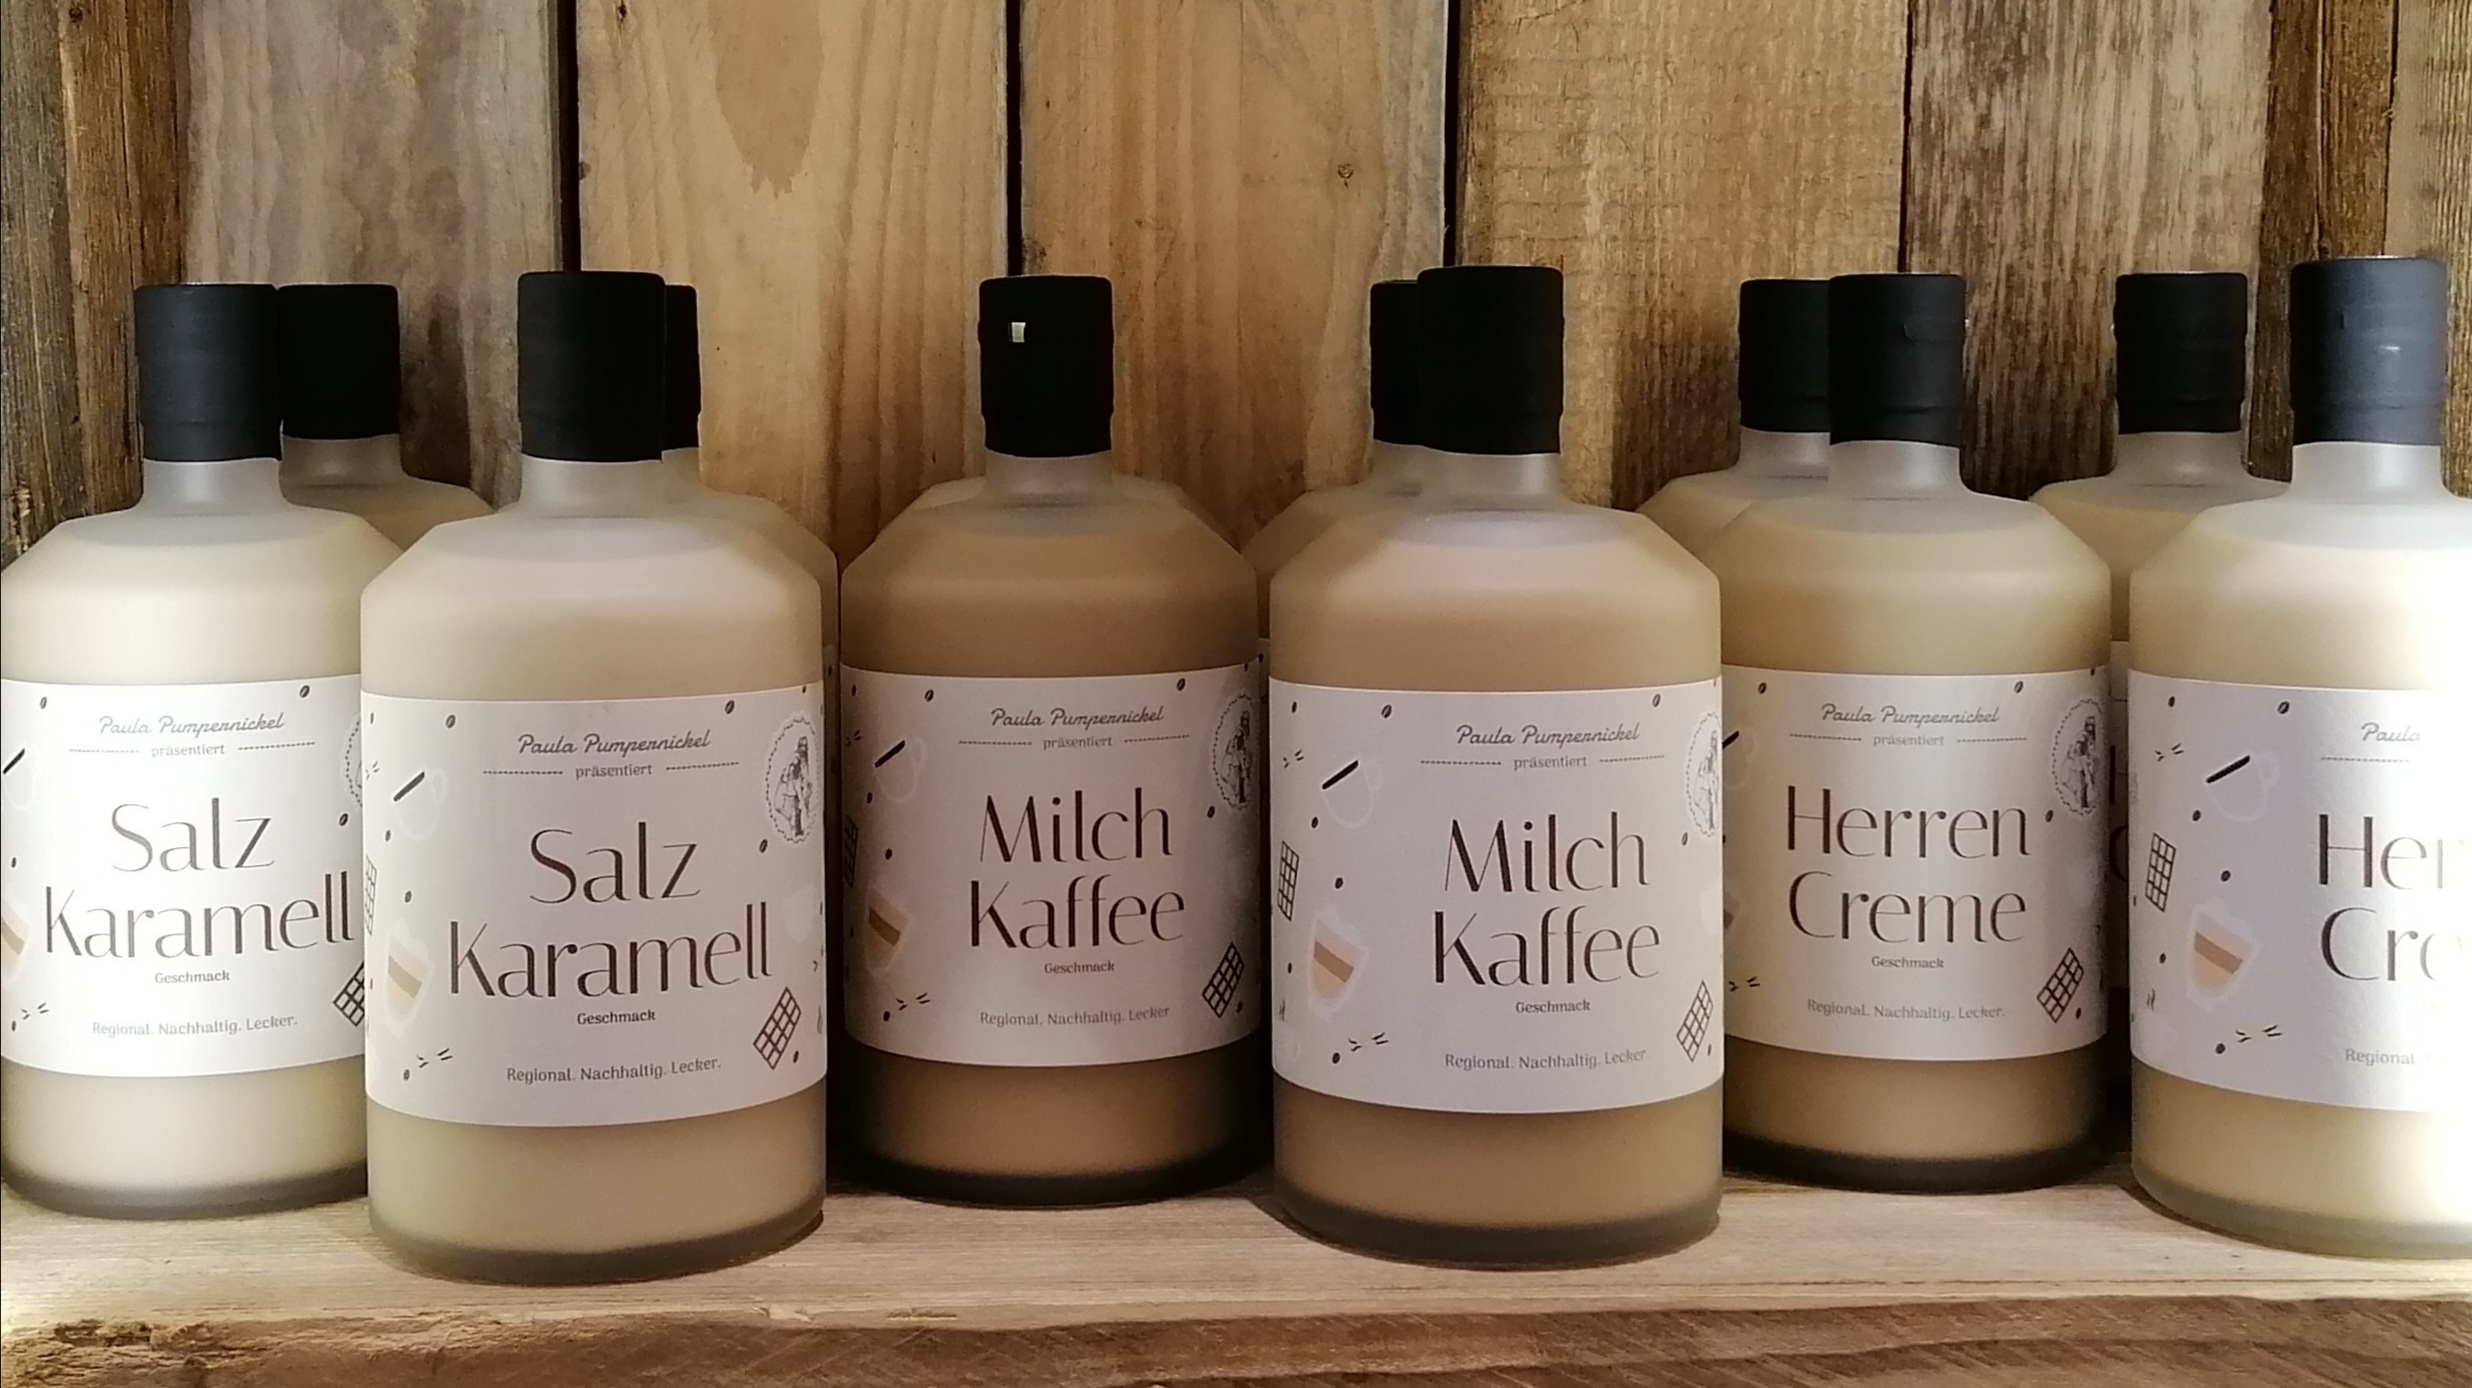 Paula Pumpernickel
präsentiert
Salz
Karamell
Geschmack
Regional. Nachhaltig. Lecker.
Paula Pumpernickel
präsentiert
Salz
Karamell
Geschmack
Regional. Nachhaltig. Lecker.
Paula Pumpernickel
präsentiert
Milch
Kaffee
Geschmack
Regional. Nachhaltig. Lecker
Paula Pumpernickel
präsentiert
Milch
Kaffee
Geschmack
Regional. Nachhaltig. Lecker.
Paula Pumpernickel
präsentiert
Herren
Creme
Geschmack
Regional. Nachhaltig. Lecker.
Paula
Her
Cre
Regional